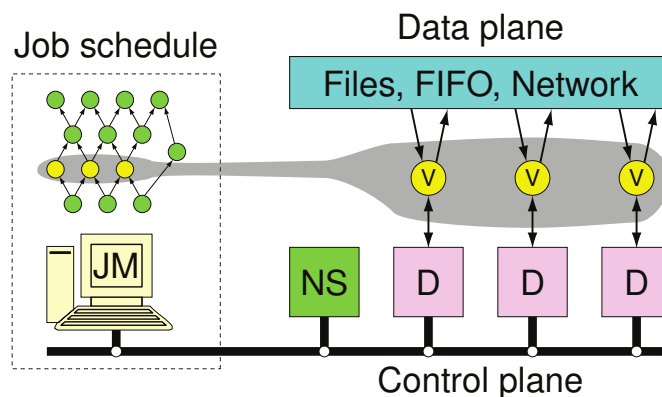 Job schedule
Data plane
Files, FIFO, Network
V V V
JM
NS D D D
Control plane